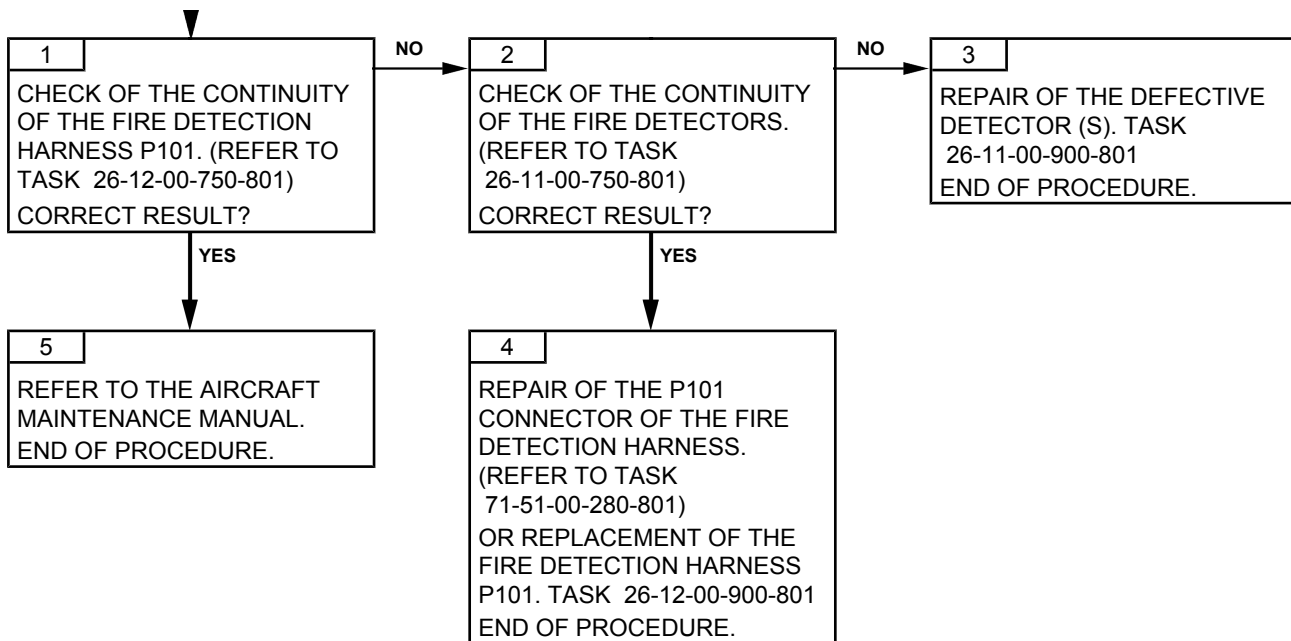 1
CHECK OF THE CONTINUITY
OF THE FIRE DETECTION
HARNESS P101. (REFER TO
TASK 26-12-00-750-801)
CORRECT RESULT?
NO
2
CHECK OF THE CONTINUITY
OF THE FIRE DETECTORS.
(REFER TO TASK
26-11-00-750-801)
CORRECT RESULT?
NO
3
REPAIR OF THE DEFECTIVE
DETECTOR (S). TASK
26-11-00-900-801
END OF PROCEDURE.
YES
YES
5
REFER TO THE AIRCRAFT
MAINTENANCE MANUAL.
END OF PROCEDURE.
4
REPAIR OF THE P101
CONNECTOR OF THE FIRE
DETECTION HARNESS.
(REFER TO TASK
71-51-00-280-801)
OR REPLACEMENT OF THE
FIRE DETECTION HARNESS
P101. TASK 26-12-00-900-801
END OF PROCEDURE.